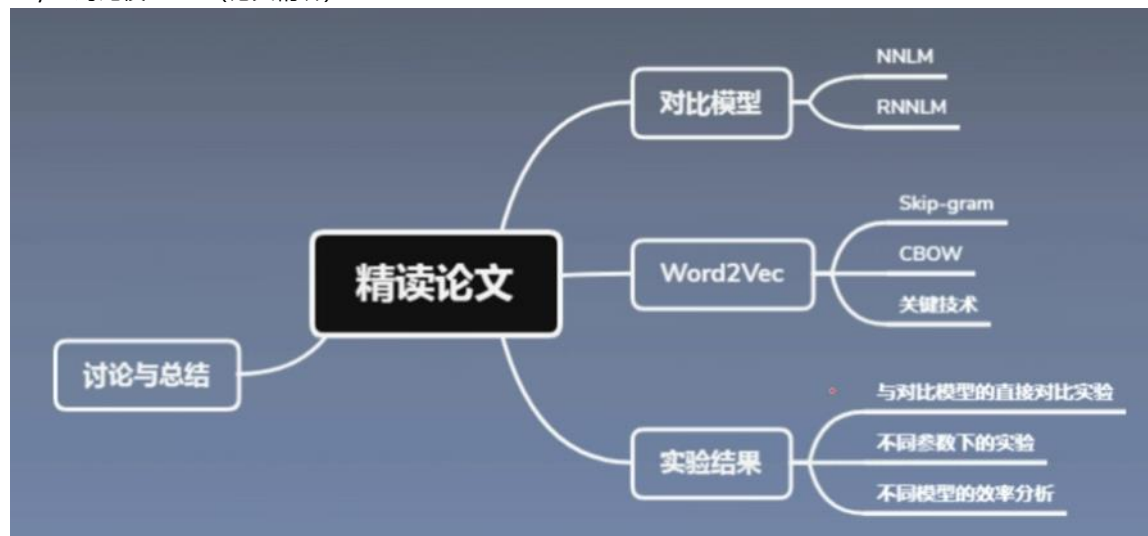 NNLM
对比模型
RNNLM
Skip-gram
Word2Vec
CBOW
关键技术
精读论文
讨论与总结
与对比模型的直接对比实验
实验结果
不同参数下的实验
不同模型的效率分析